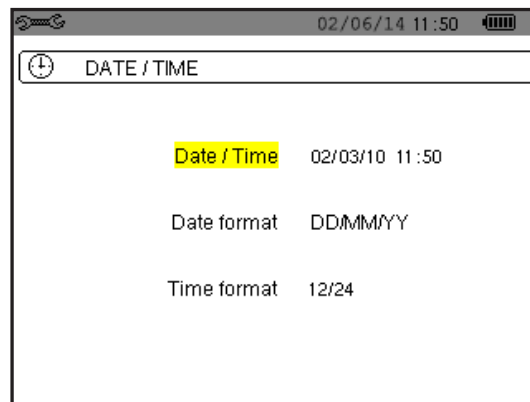 02/06/14 11:50
DATE / TIME
Date / Time 02/03/10 11:50
Date format DD/MM/YY
Time format 12/24